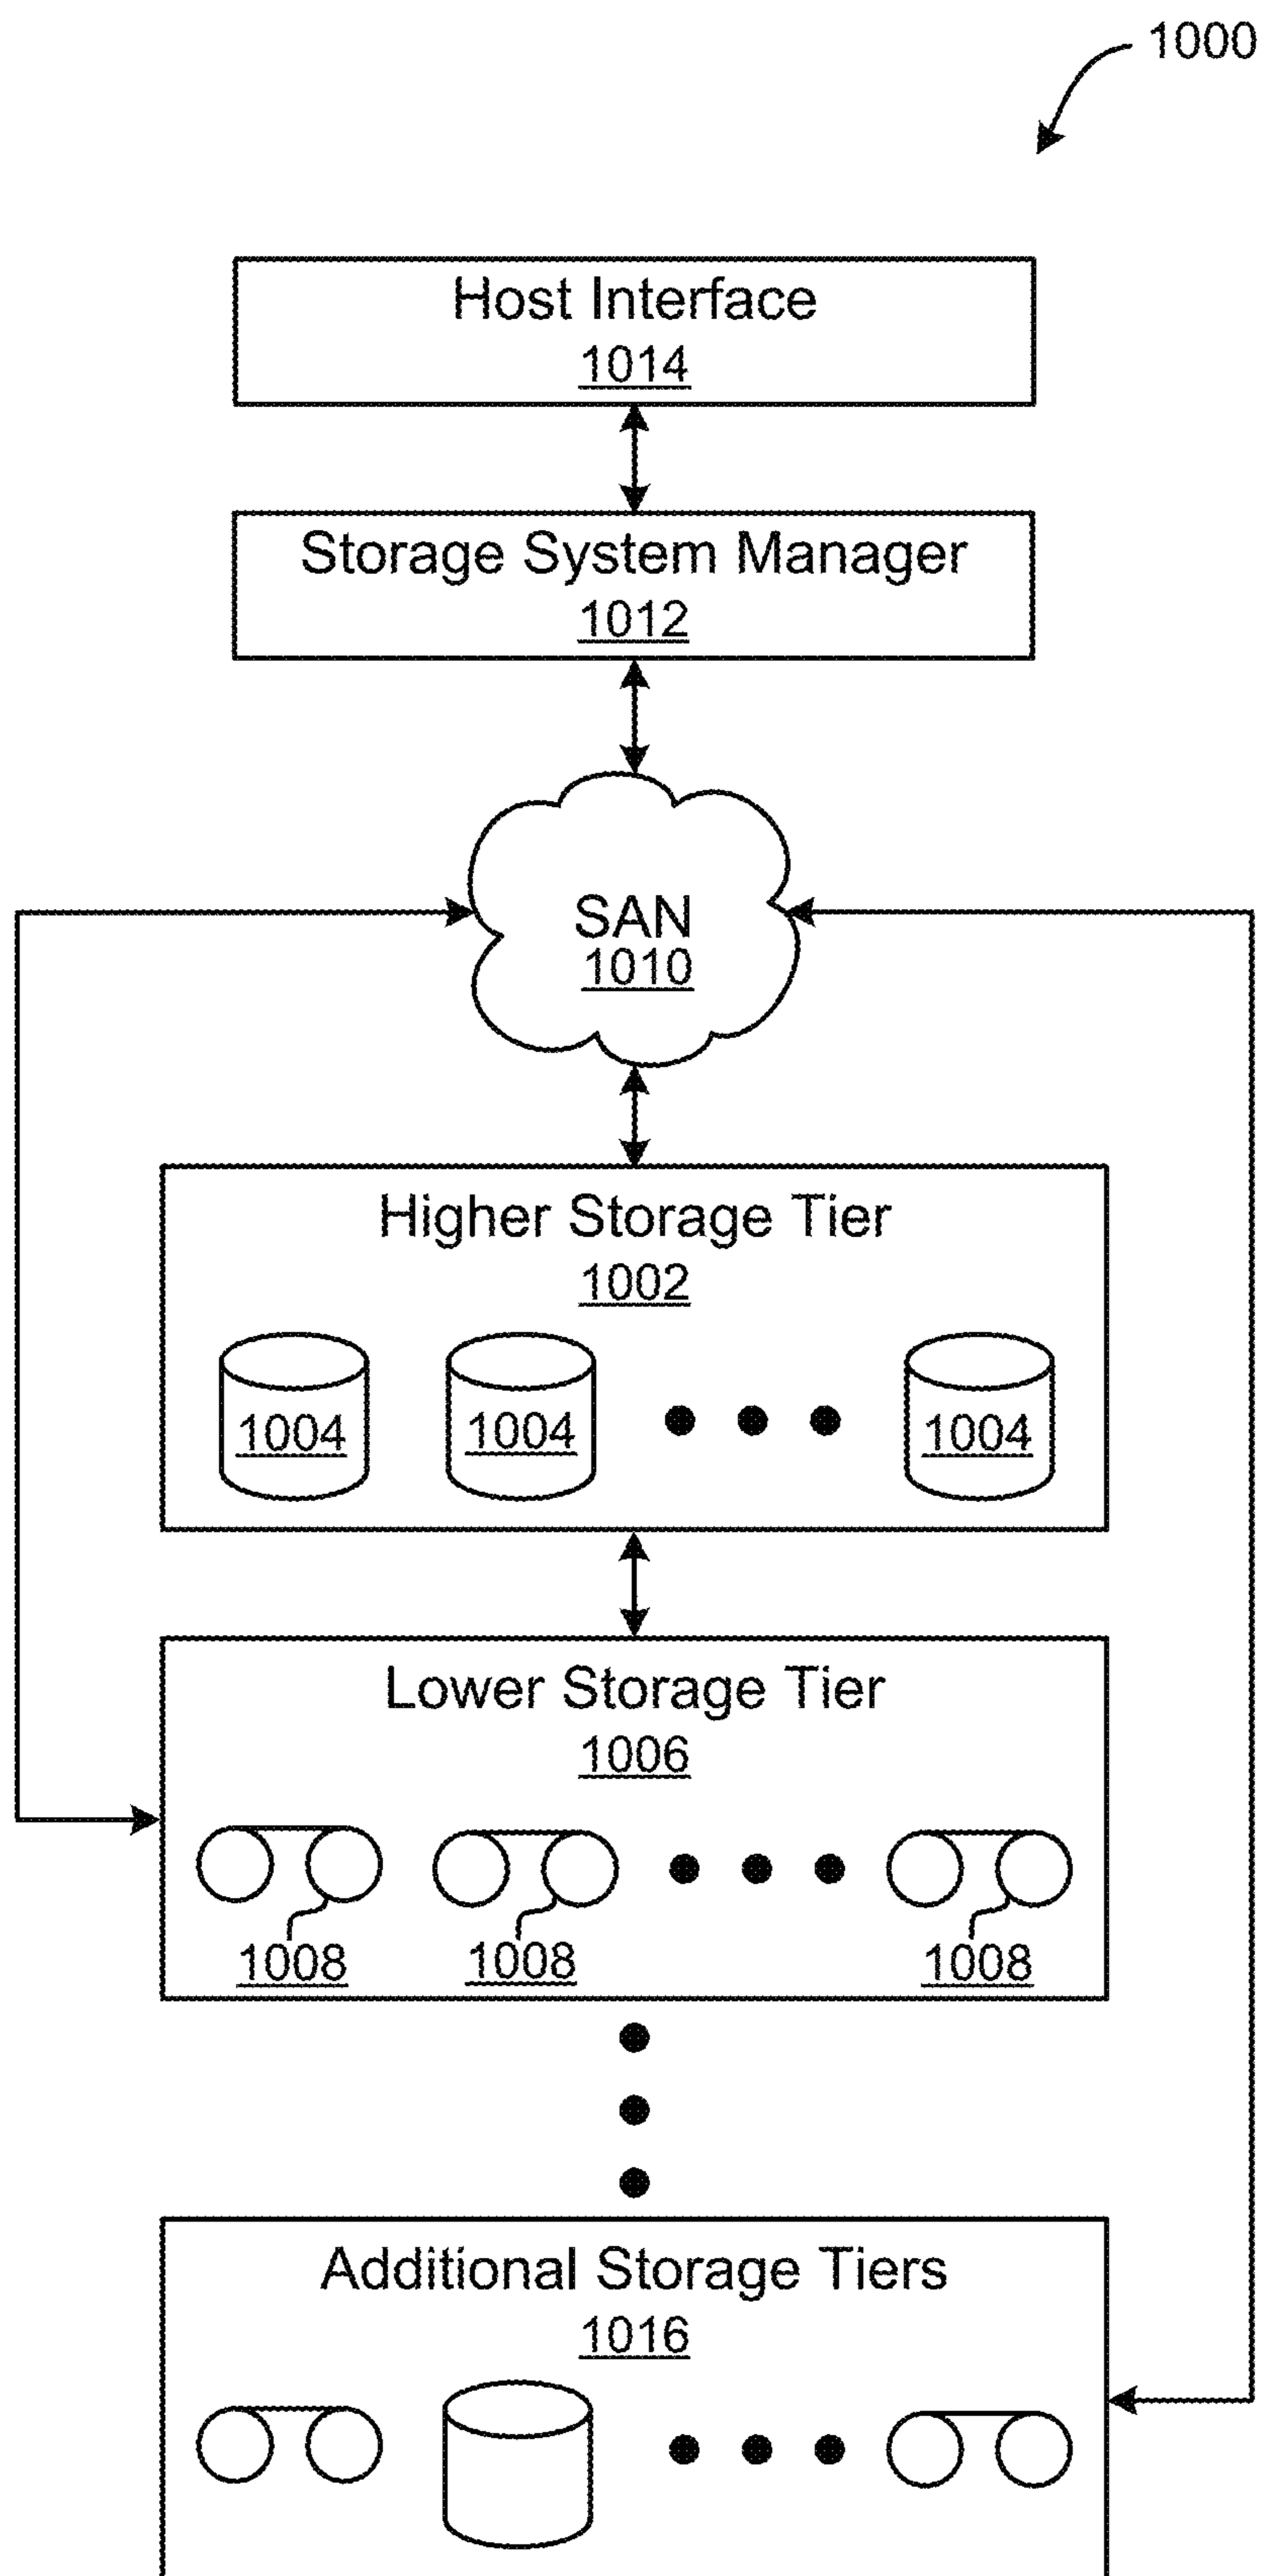 1000
Host Interface
1014
Storage System Manager
1012
SAN
1010
Higher Storage Tier
1002
1004 1004 1004
Lower Storage Tier
1006
1008 1008 1008
Additional Storage Tiers
1016